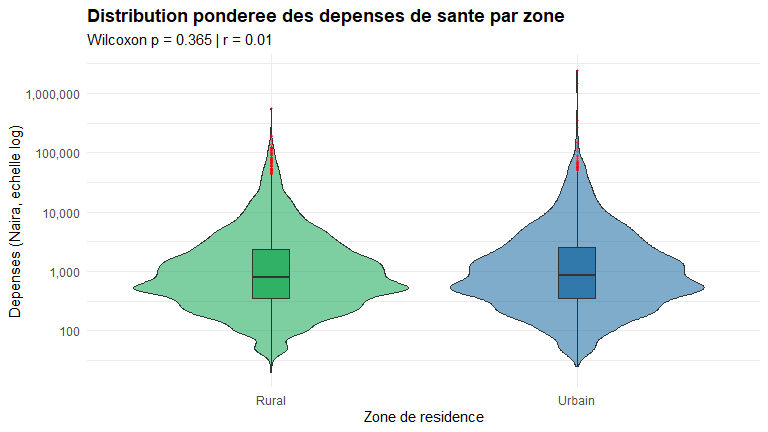 Distribution ponderee des depenses de sante par zone
Wilcoxon p = 0.365 | r = 0.01
Depenses (Naira, echelle log)
1,000,000
100,000
10,000
1,000
100
Rural
Urbain
Zone de residence